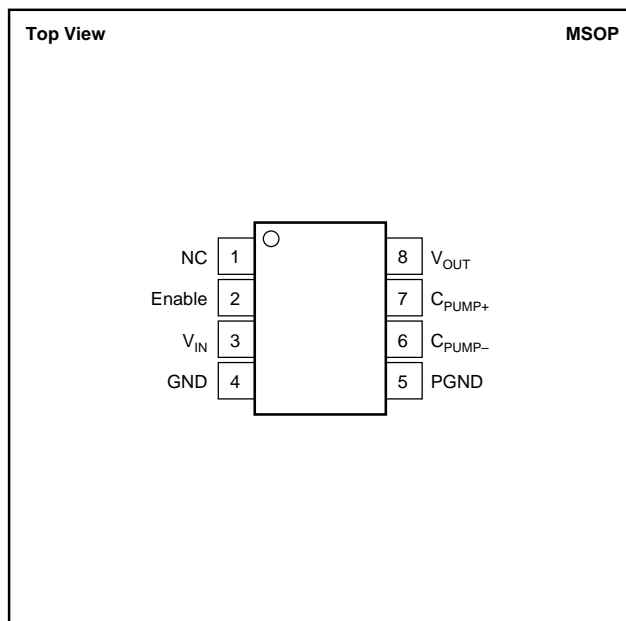 Top View MSOP
NC 1 8 VOUT
Enable 2 7 CPUMP+
VIN 3 6 CPUMP–
GND 4 5 PGND